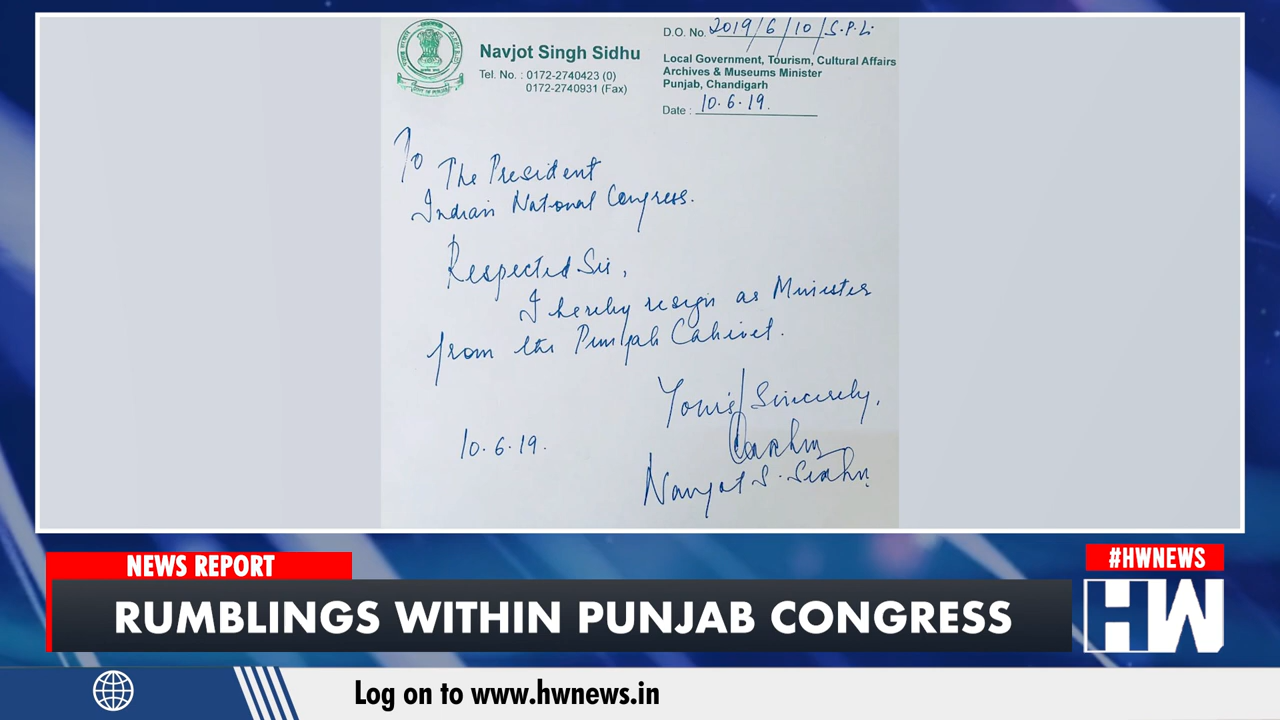 Navjot Singh Sidhu
Tel. No. : 0172-2740423 (0)
0172-2740931 (Fax)
D.O. No. 2019/6/10/S.P.L.
Local Government, Tourism, Cultural Affairs
Archives & Museums Minister
Punjab, Chandigarh
Date : 10.6.19.
To
The President
Indian National Congress.
Respected Sir,
I hereby resign as Minister
from the Punjab Cabinet.
Yours Sincerely,
Navjot S. Sidhu
10.6.19.
NEWS REPORT
RUMBLINGS WITHIN PUNJAB CONGRESS
#HWNEWS
HW
Log on to www.hwnews.in